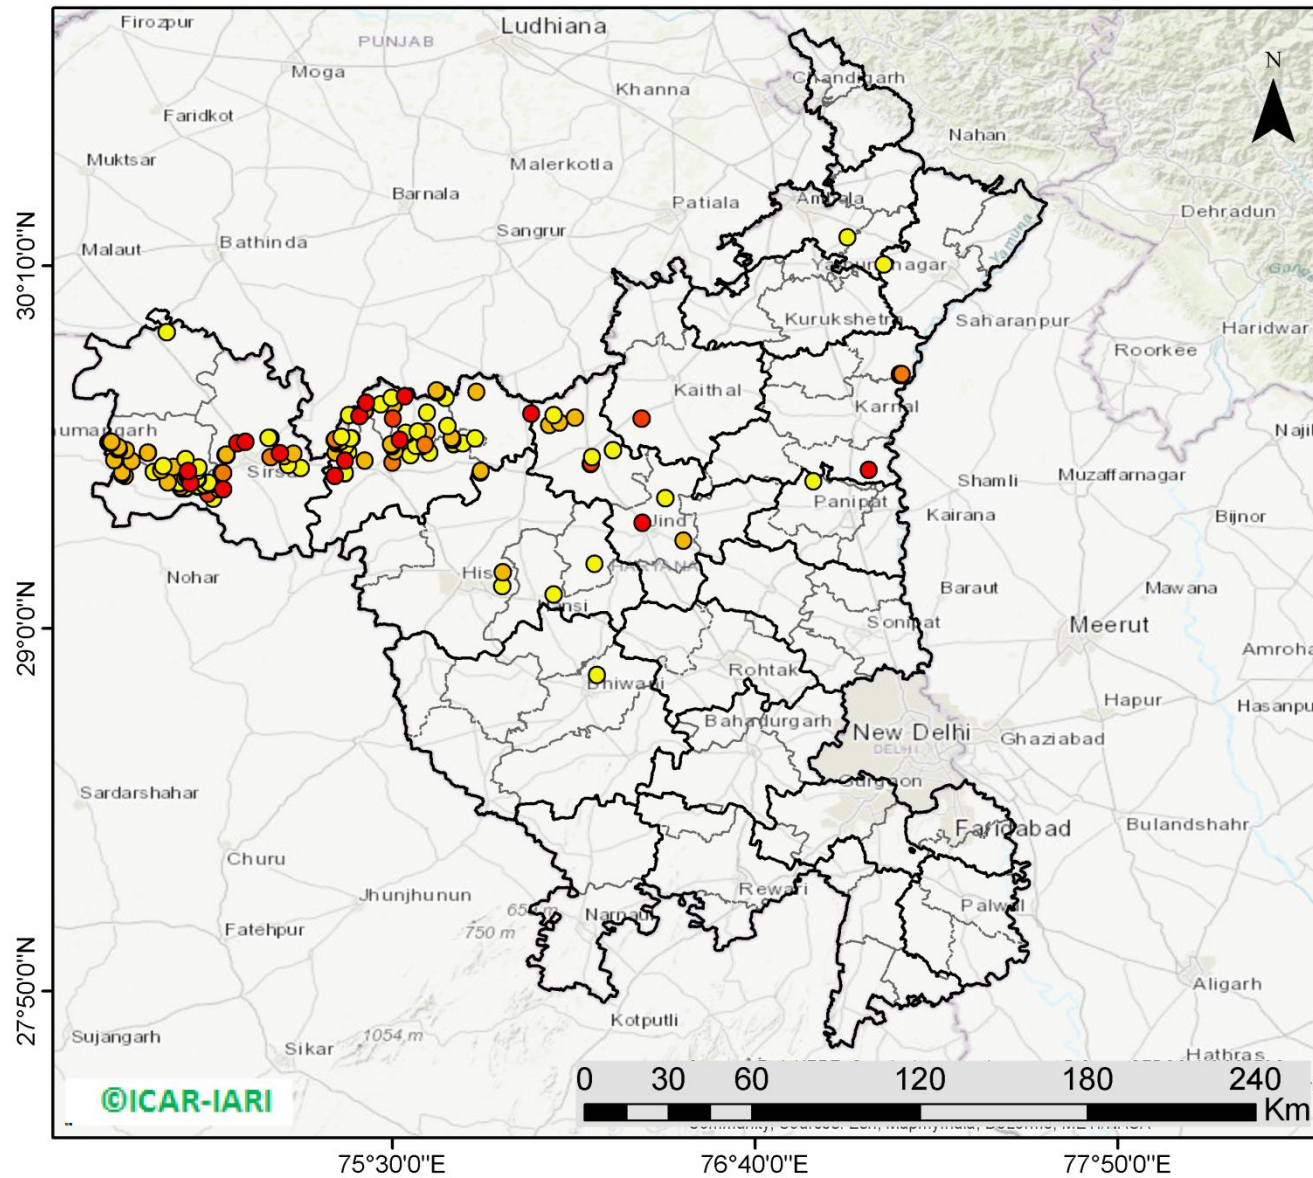 Firozpur
Ludhiana
PUNJAB
Moga
Khanna
Chandigarh
N
Faridkot
Nahan
Muktsar
Malerkotla
Barnala
Patiala
Ambala
Dehradun
Sangrur
Malaut
Bathinda
Yamuna
30°10'0"N
Yamunanagar
Kurukshetra
Saharanpur
Haridwar
Roorkee
Kaithal
Karnal
umangarh
Sirsa
Muzaffarnagar
Shamli
Panipat
Kairana
Bijnor
Jind
HARYANA
Nohar
Hansi
Baraut
Mawana
29°0'0"N
Sonipat
Meerut
Amroha
Rohtak
Bhiwani
Hapur
Hasanpu
Bahadurgarh
New Delhi
DELHI
Ghaziabad
Gurgaon
Sardarshahar
Faridabad
Bulandshahr
Churu
Jhunjhunun
Rewari
Palwal
Narnaul
750 m
Fatehpur
Aligarh
27°50'0"N
Kotputli
Sujangarh
1054 m
Sikar
Hathras
©ICAR-IARI
0 30 60 120 180 240
Km
75°30'0"E
76°40'0"E
77°50'0"E